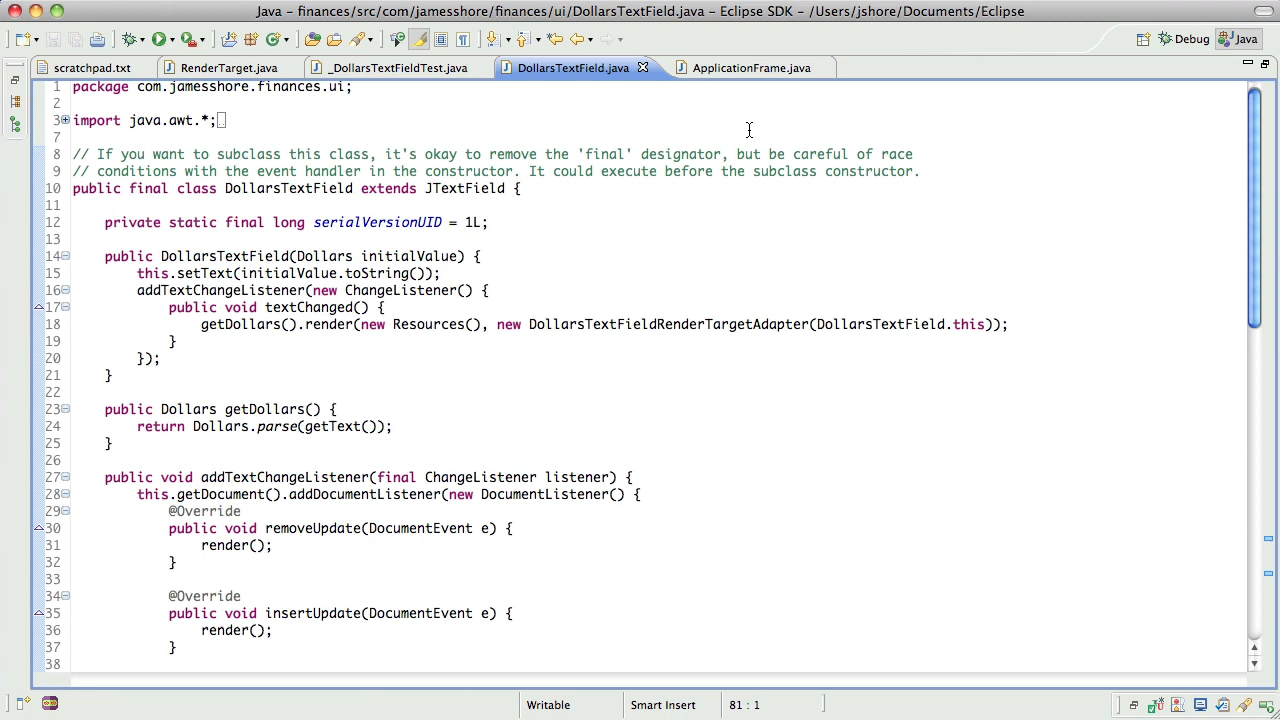 Java - finances/src/com/jamesshore/finances/ui/DollarsTextField.java - Eclipse SDK - /Users/jshore/Documents/Eclipse
Debug Java
scratchpad.txt RenderTarget.java _DollarsTextFieldTest.java DollarsTextField.java ApplicationFrame.java
1 package com.jamesshore.finances.ui;
2
3 import java.awt.*;
7
8 // If you want to subclass this class, it's okay to remove the 'final' designator, but be careful of race
9 // conditions with the event handler in the constructor. It could execute before the subclass constructor.
10 public final class DollarsTextField extends JTextField {
11
12 private static final long serialVersionUID = 1L;
13
14 public DollarsTextField(Dollars initialValue) {
15 this.setText(initialValue.toString());
16 addTextChangeListener(new ChangeListener() {
17 public void textChanged() {
18 getDollars().render(new Resources(), new DollarsTextFieldRenderTargetAdapter(DollarsTextField.this));
19 }
20 });
21 }
22
23 public Dollars getDollars() {
24 return Dollars.parse(getText());
25 }
26
27 public void addTextChangeListener(final ChangeListener listener) {
28 this.getDocument().addDocumentListener(new DocumentListener() {
29 @Override
30 public void removeUpdate(DocumentEvent e) {
31 render();
32 }
33
34 @Override
35 public void insertUpdate(DocumentEvent e) {
36 render();
37 }
38
Writable Smart Insert 81 : 1